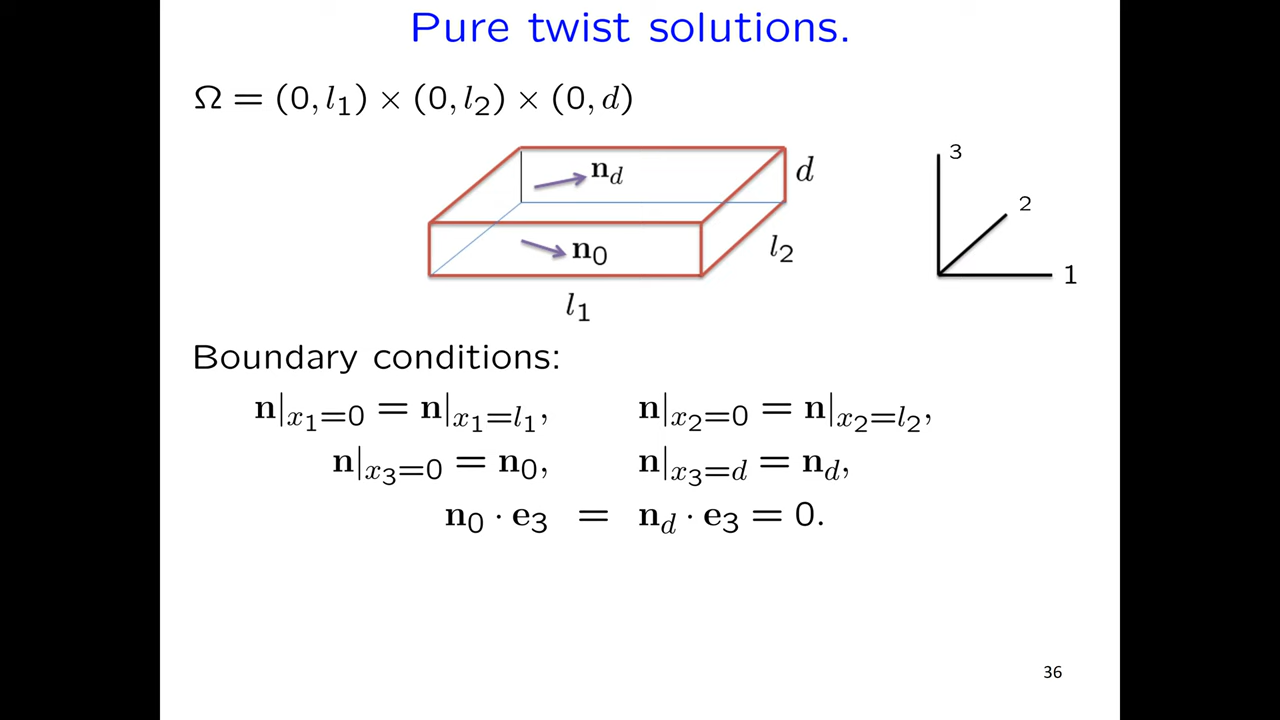 Pure twist solutions.
Ω = (0, l₁) × (0, l₂) × (0, d)
n_d
d
3
2
n₀
l₂
1
l₁
Boundary conditions:
n|ₓ₁₌₀ = n|ₓ₁₌ₗ₁, n|ₓ₂₌₀ = n|ₓ₂₌ₗ₂,
n|ₓ₃₌₀ = n₀, n|ₓ₃₌d = n_d,
n₀ · e₃ = n_d · e₃ = 0.
36